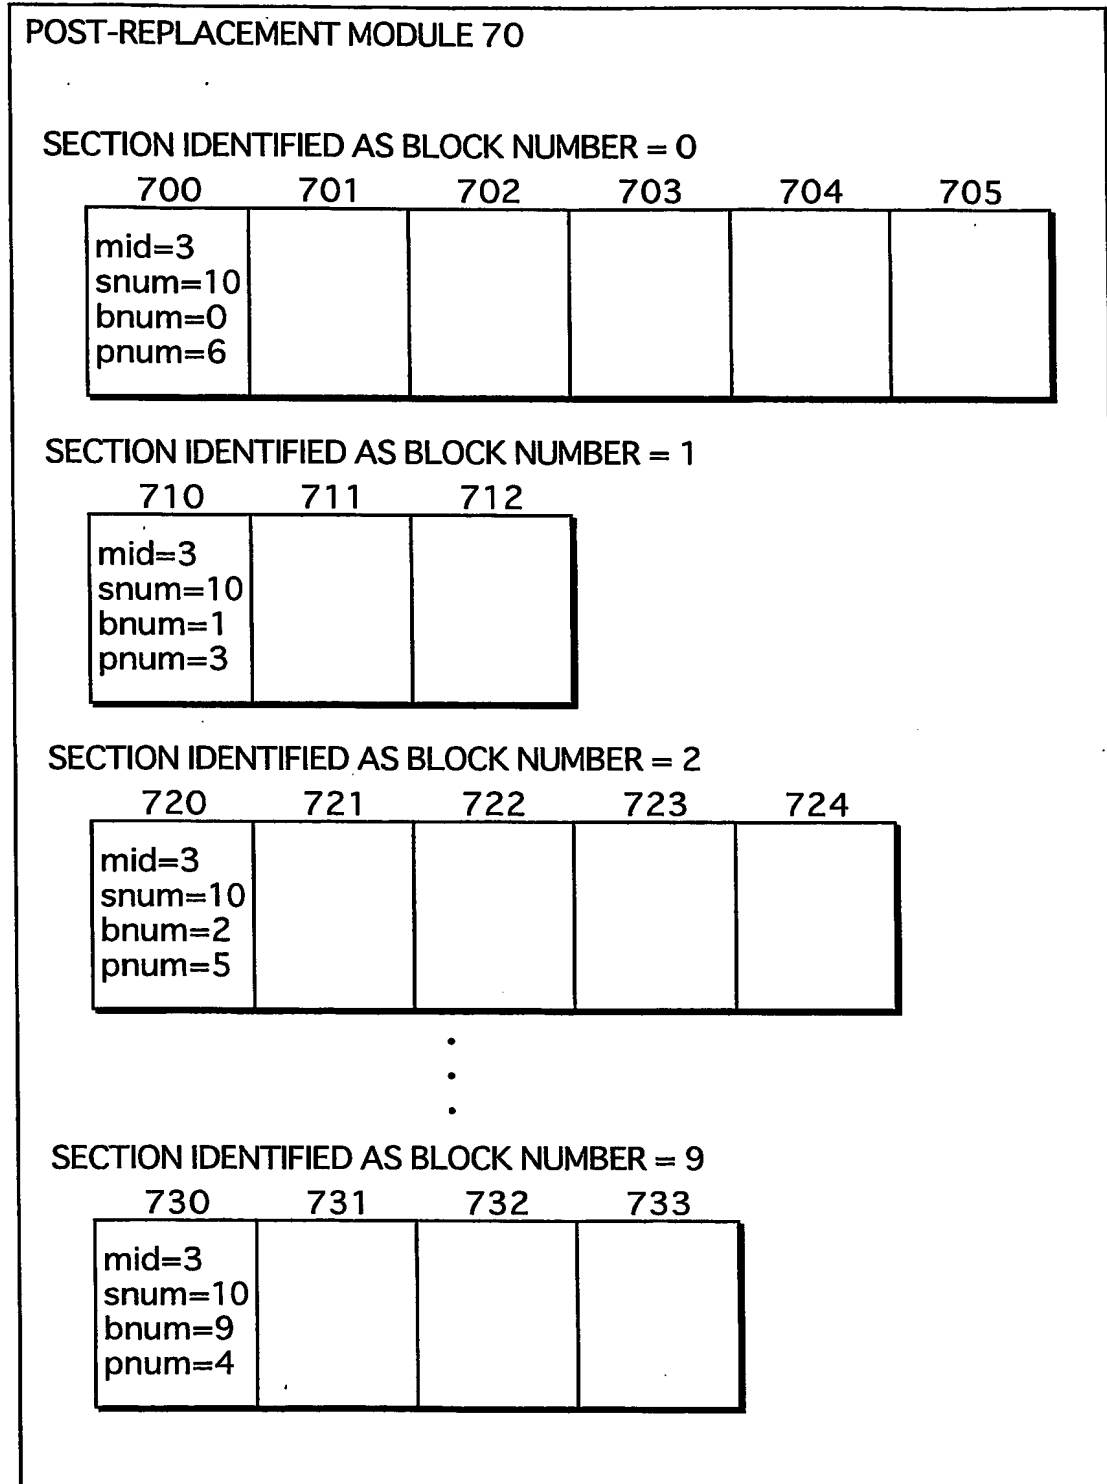 POST-REPLACEMENT MODULE 70
SECTION IDENTIFIED AS BLOCK NUMBER = 0
700 701 702 703 704 705
mid=3
snum=10
bnum=0
pnum=6
SECTION IDENTIFIED AS BLOCK NUMBER = 1
710 711 712
mid=3
snum=10
bnum=1
pnum=3
SECTION IDENTIFIED AS BLOCK NUMBER = 2
720 721 722 723 724
mid=3
snum=10
bnum=2
pnum=5
SECTION IDENTIFIED AS BLOCK NUMBER = 9
730 731 732 733
mid=3
snum=10
bnum=9
pnum=4